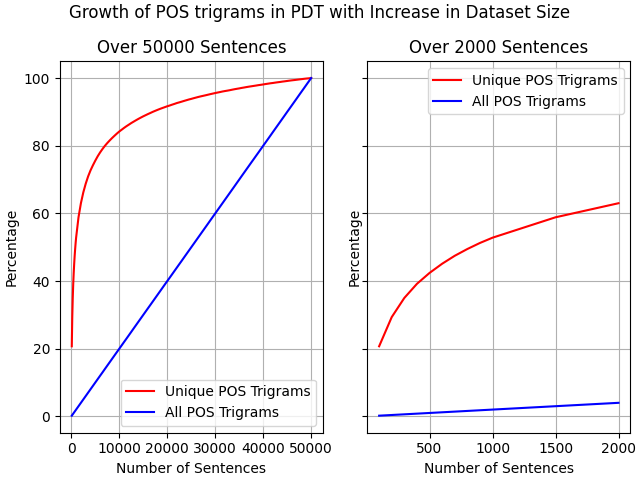 Growth of POS trigrams in PDT with Increase in Dataset Size
Over 50000 Sentences
100
80
60
40
20
0
Percentage
Unique POS Trigrams
All POS Trigrams
0 10000 20000 30000 40000 50000
Number of Sentences
Over 2000 Sentences
Unique POS Trigrams
All POS Trigrams
Percentage
500 1000 1500 2000
Number of Sentences